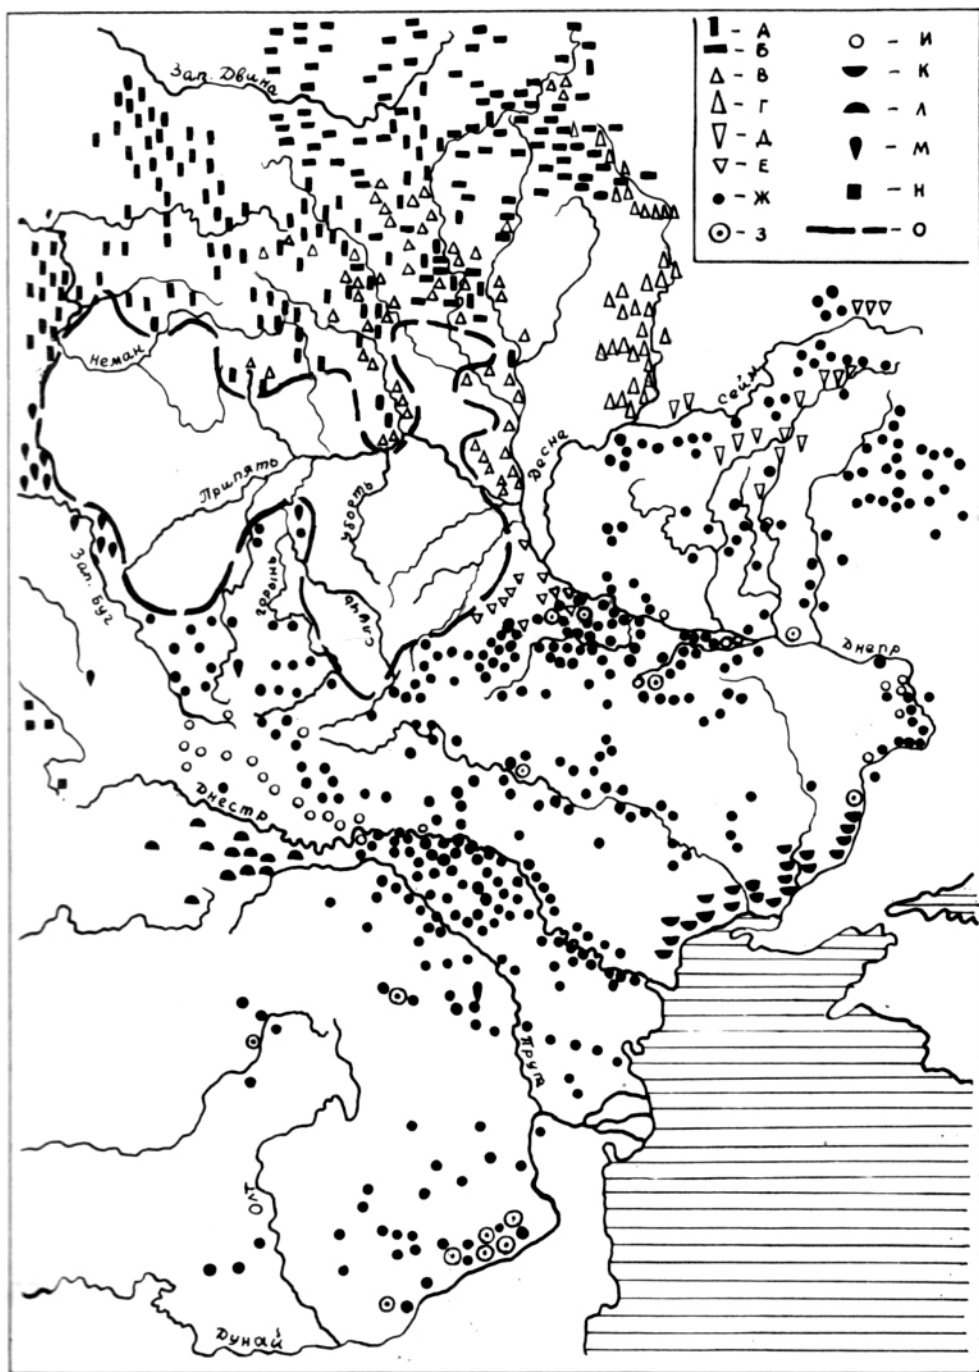 - А
- Б
- В
- Г
- Д
- Е
- Ж
- З
- И
- К
- Л
- М
- Н
- О
Зап. Двина
Неман
Сейм
Десна
Припять
Уборть
Зап. Буг
Горынь
Случь
Днепр
Днестр
Прут
Олт
Дунай